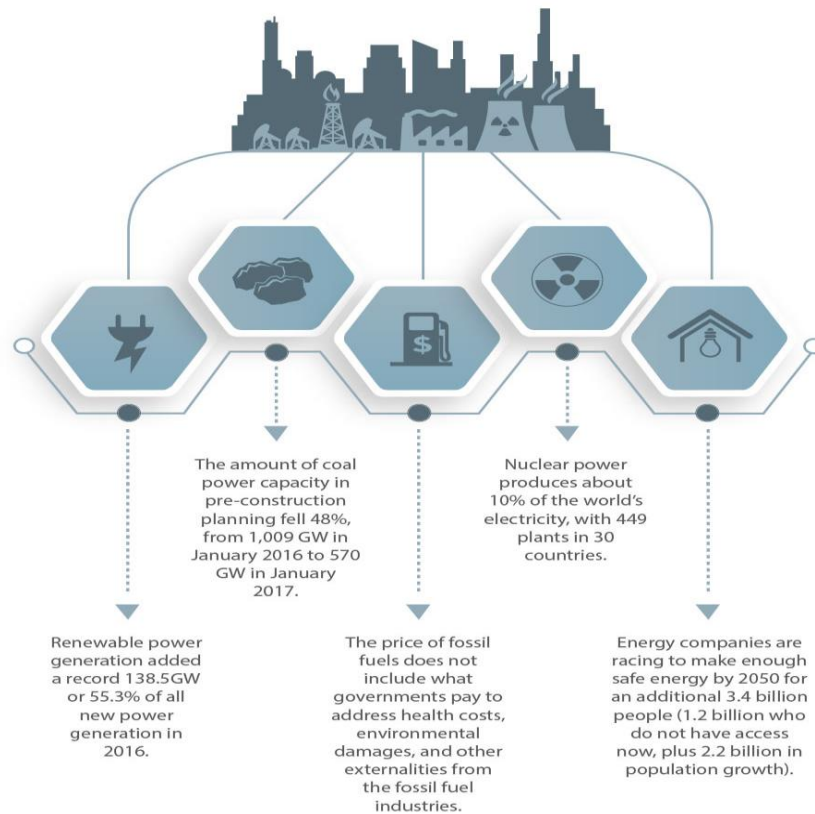 $
The amount of coal
power capacity in
pre-construction
planning fell 48%,
from 1,009 GW in
January 2016 to 570
GW in January
2017.
Nuclear power
produces about
10% of the world's
electricity, with 449
plants in 30
countries.
Renewable power
generation added
a record 138.5GW
or 55.3% of all
new power
generation in
2016.
The price of fossil
fuels does not
include what
governments pay to
address health costs,
environmental
damages, and other
externalities from
the fossil fuel
industries.
Energy companies are
racing to make enough
safe energy by 2050 for
an additional 3.4 billion
people (1.2 billion who
do not have access
now, plus 2.2 billion in
population growth).